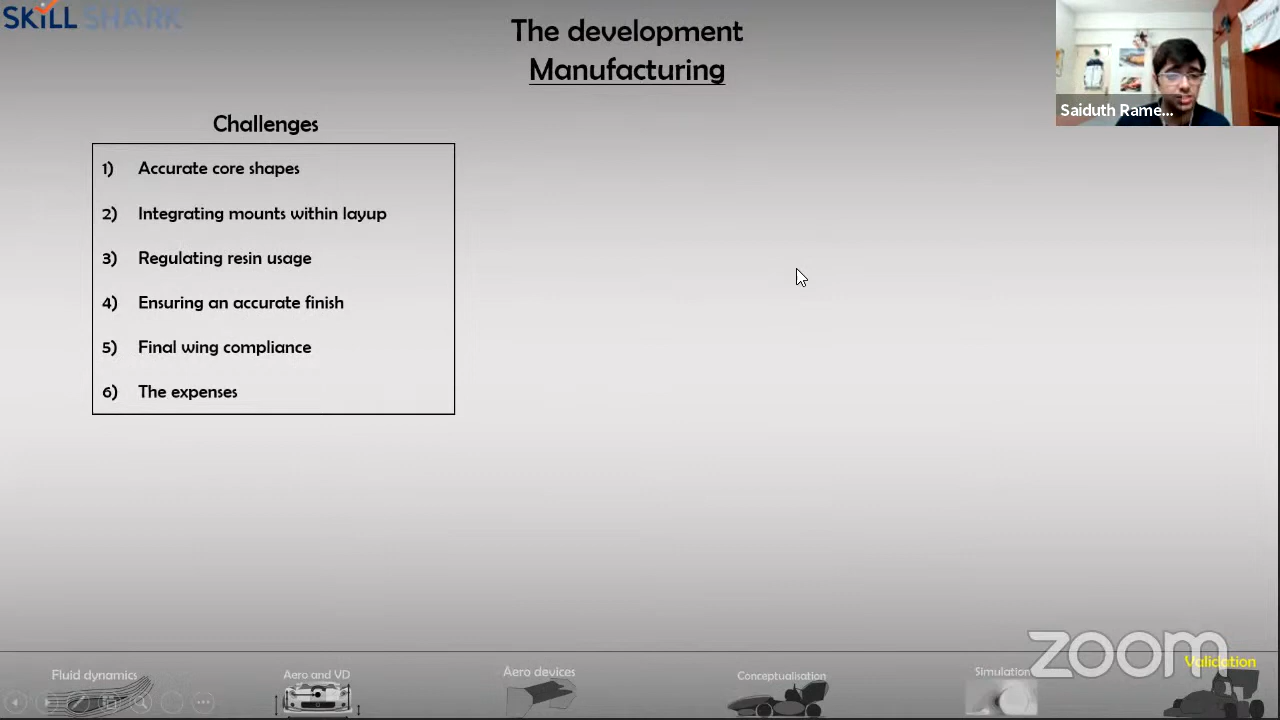 SKiLL SHARK
The development
Manufacturing
Saiduth Rame...
Challenges
1) Accurate core shapes
2) Integrating mounts within layup
3) Regulating resin usage
4) Ensuring an accurate finish
5) Final wing compliance
6) The expenses
Fluid dynamics
Aero and VD
Aero devices
Conceptualisation
Simulation
Validation
zoom